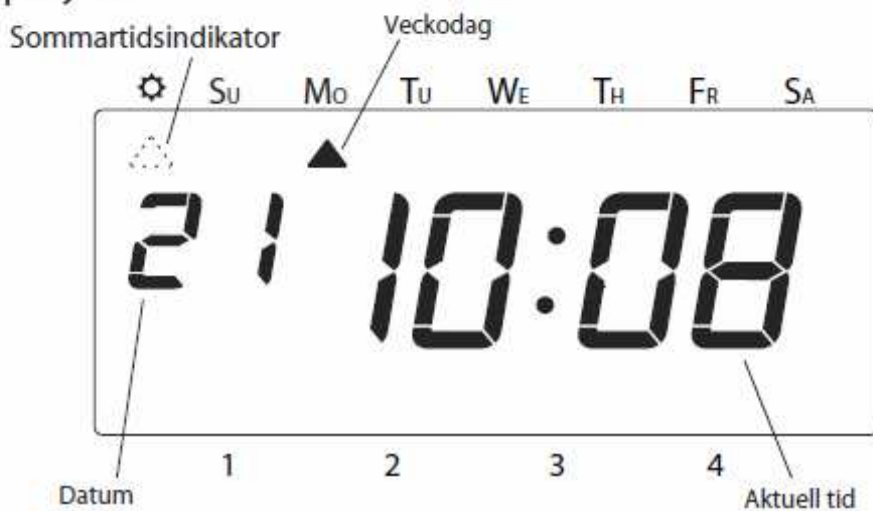 Sommartidsindikator
Veckodag
Su Mo Tu We Th Fr Sa
21 10:08
1 2 3 4
Datum
Aktuell tid